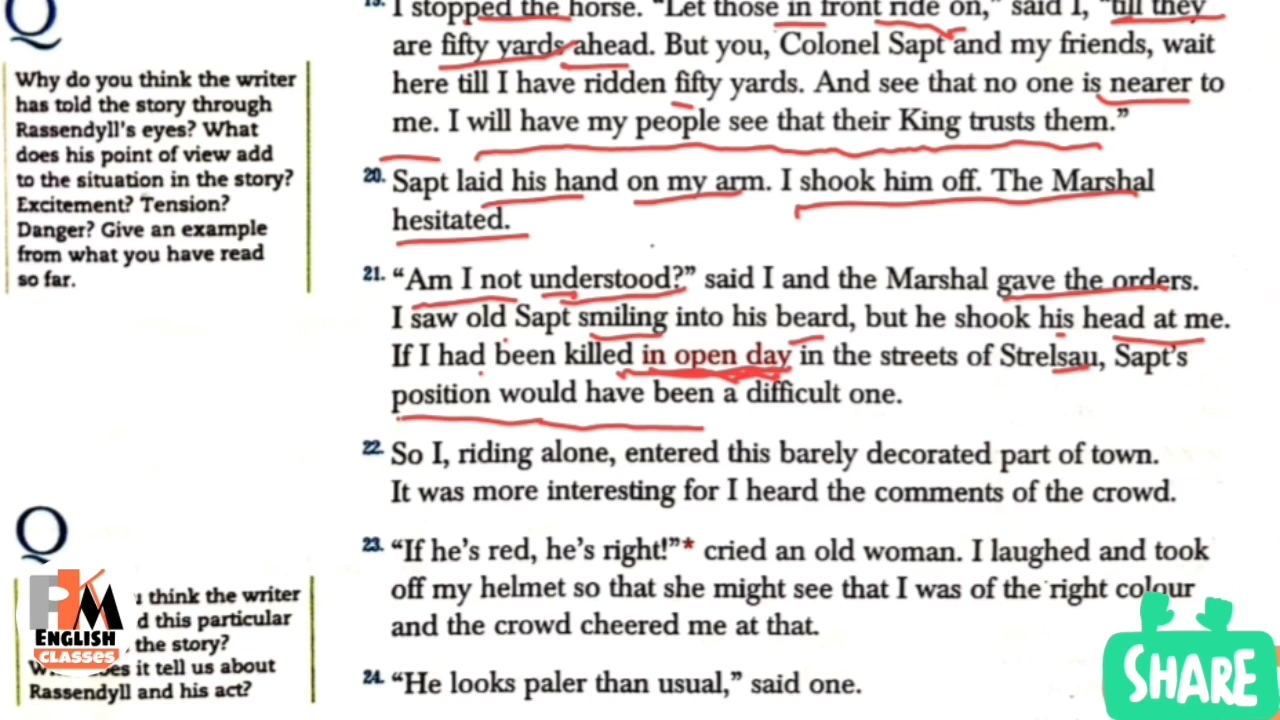 Q
Why do you think the writer
has told the story through
Rassendyll's eyes? What
does his point of view add
to the situation in the story?
Excitement? Tension?
Danger? Give an example
from what you have read
so far.
19. I stopped the horse. “Let those in front ride on,” said I, “till they
are fifty yards ahead. But you, Colonel Sapt and my friends, wait
here till I have ridden fifty yards. And see that no one is nearer to
me. I will have my people see that their King trusts them.”
20. Sapt laid his hand on my arm. I shook him off. The Marshal
hesitated.
21. “Am I not understood?” said I and the Marshal gave the orders.
I saw old Sapt smiling into his beard, but he shook his head at me.
If I had been killed in open day in the streets of Strelsau, Sapt's
position would have been a difficult one.
22. So I, riding alone, entered this barely decorated part of town.
It was more interesting for I heard the comments of the crowd.
23. “If he's red, he's right!”* cried an old woman. I laughed and took
off my helmet so that she might see that I was of the right colour
and the crowd cheered me at that.
24. “He looks paler than usual,” said one.
Q
think the writer
this particular
the story?
it tell us about
Rassendyll and his act?
PKM
ENGLISH
CLASSES
SHARE